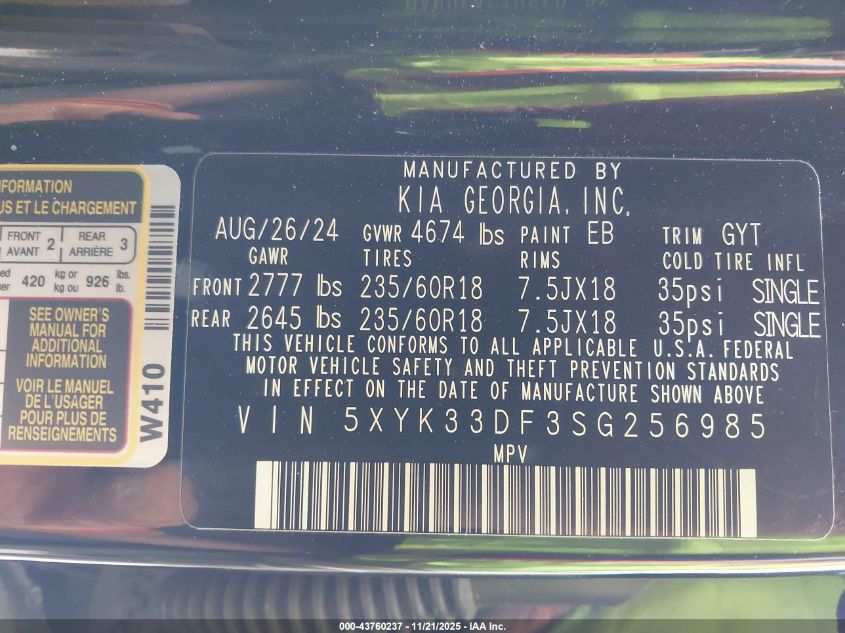 MANUFACTURED BY
KIA GEORGIA, INC.
AUG/26/24 GVWR 4674 lbs PAINT EB TRIM GYT
GAWR TIRES RIMS COLD TIRE INFL
FRONT 2777 lbs 235/60R18 7.5JX18 35psi SINGLE
REAR 2645 lbs 235/60R18 7.5JX18 35psi SINGLE
THIS VEHICLE CONFORMS TO ALL APPLICABLE U.S.A. FEDERAL
MOTOR VEHICLE SAFETY AND THEFT PREVENTION STANDARDS
IN EFFECT ON THE DATE OF MANUFACTURE SHOWN ABOVE
VIN 5XYK33DF3SG256985
MPV
US ET LE CHARGEMENT
FRONT 2 REAR 3
AVANT ARRIÈRE
420 kg or 926 lbs.
kg ou lb.
SEE OWNER'S
MANUAL FOR
ADDITIONAL
INFORMATION
VOIR LE MANUEL
DE L'USAGER
POUR PLUS DE
RENSEIGNEMENTS
W410
000-43760237 - 11/21/2025 - IAA Inc.